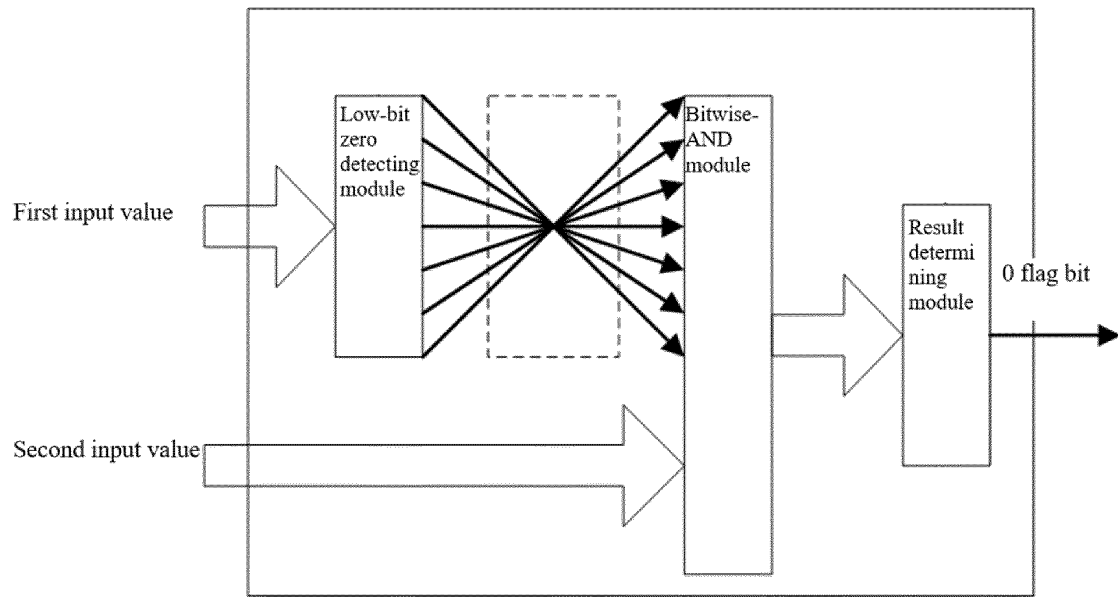 Low-bit
zero
detecting
module
Bitwise-
AND
module
First input value
Result
determi
ning
module
0 flag bit
Second input value